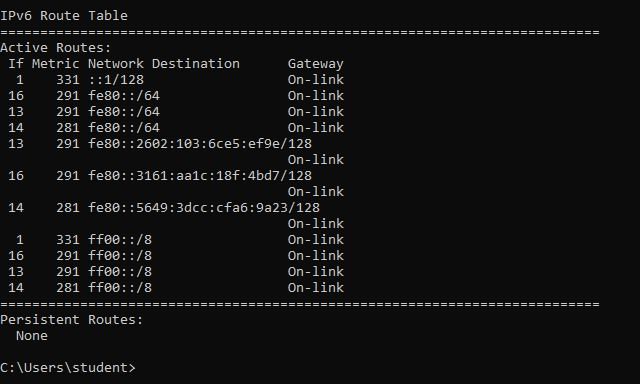 IPv6 Route Table
===========================================================================
Active Routes:
 If Metric Network Destination      Gateway
  1    331 ::1/128                  On-link
 16    291 fe80::/64                On-link
 13    291 fe80::/64                On-link
 14    281 fe80::/64                On-link
 13    291 fe80::2602:103:6ce5:ef9e/128
                                    On-link
 16    291 fe80::3161:aa1c:18f:4bd7/128
                                    On-link
 14    281 fe80::5649:3dcc:cfa6:9a23/128
                                    On-link
  1    331 ff00::/8                 On-link
 16    291 ff00::/8                 On-link
 13    291 ff00::/8                 On-link
 14    281 ff00::/8                 On-link
===========================================================================
Persistent Routes:
  None
C:\Users\student>